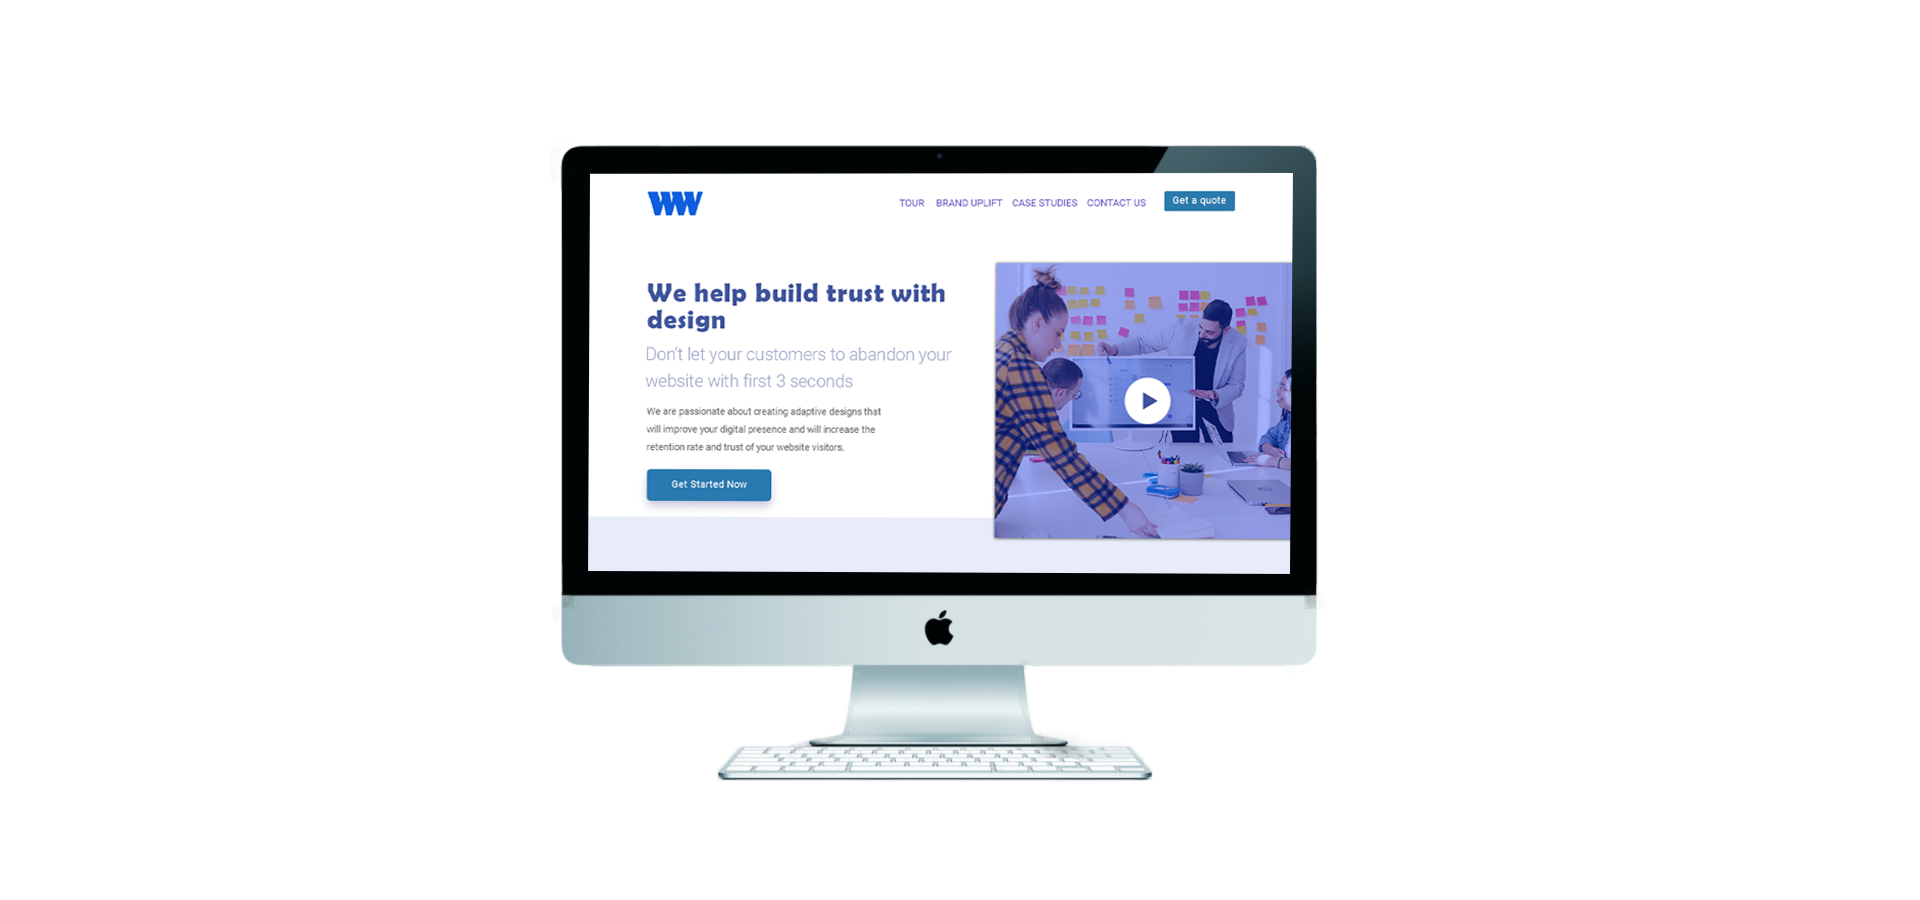 WW
TOUR BRAND UPLIFT CASE STUDIES CONTACT US Get a quote
We help build trust with
design
Don't let your customers to abandon your
website with first 3 seconds
We are passionate about creating adaptive designs that
will improve your digital presence and will increase the
retention rate and trust of your website visitors.
Get Started Now